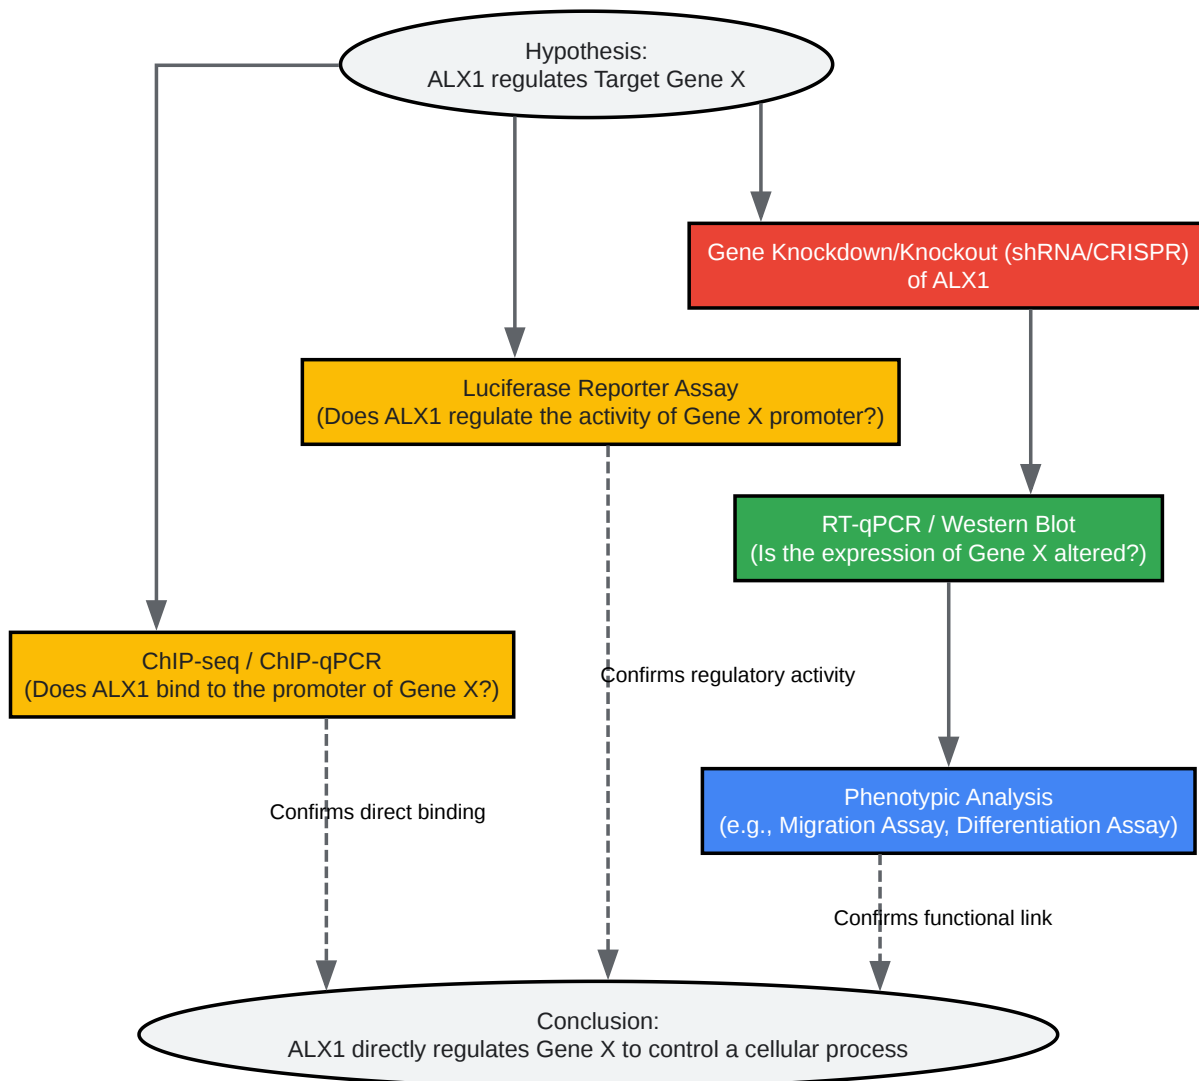 Hypothesis:
ALX1 regulates Target Gene X
Gene Knockdown/Knockout (shRNA/CRISPR)
of ALX1
Luciferase Reporter Assay
(Does ALX1 regulate the activity of Gene X promoter?)
RT-qPCR / Western Blot
(Is the expression of Gene X altered?)
ChIP-seq / ChIP-qPCR
(Does ALX1 bind to the promoter of Gene X?)
Confirms regulatory activity
Phenotypic Analysis
(e.g., Migration Assay, Differentiation Assay)
Confirms direct binding
Confirms functional link
Conclusion:
ALX1 directly regulates Gene X to control a cellular process